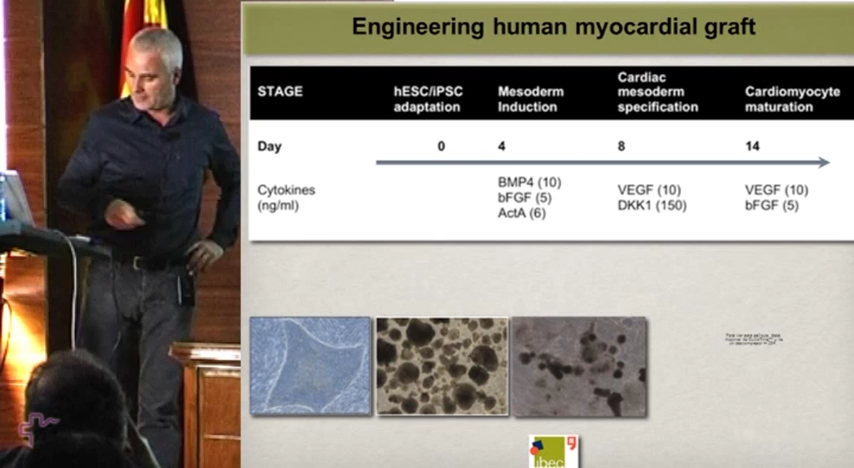 Engineering human myocardial graft
STAGE
hESC/iPSC
adaptation
Mesoderm
Induction
Cardiac
mesoderm
specification
Cardiomyocyte
maturation
Day
0
4
8
14
Cytokines
(ng/ml)
BMP4 (10)
bFGF (5)
ActA (6)
VEGF (10)
DKK1 (150)
VEGF (10)
bFGF (5)
ibec